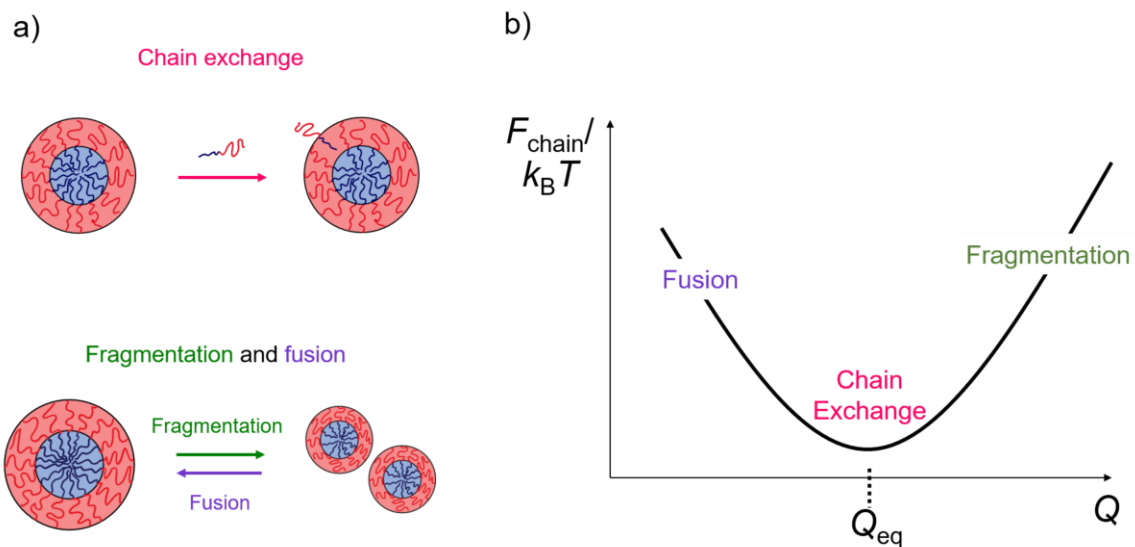 a)
Chain exchange
Fragmentation and fusion
Fragmentation
Fusion
b)
F_chain/
k_BT
Fusion
Fragmentation
Chain
Exchange
Q_eq
Q